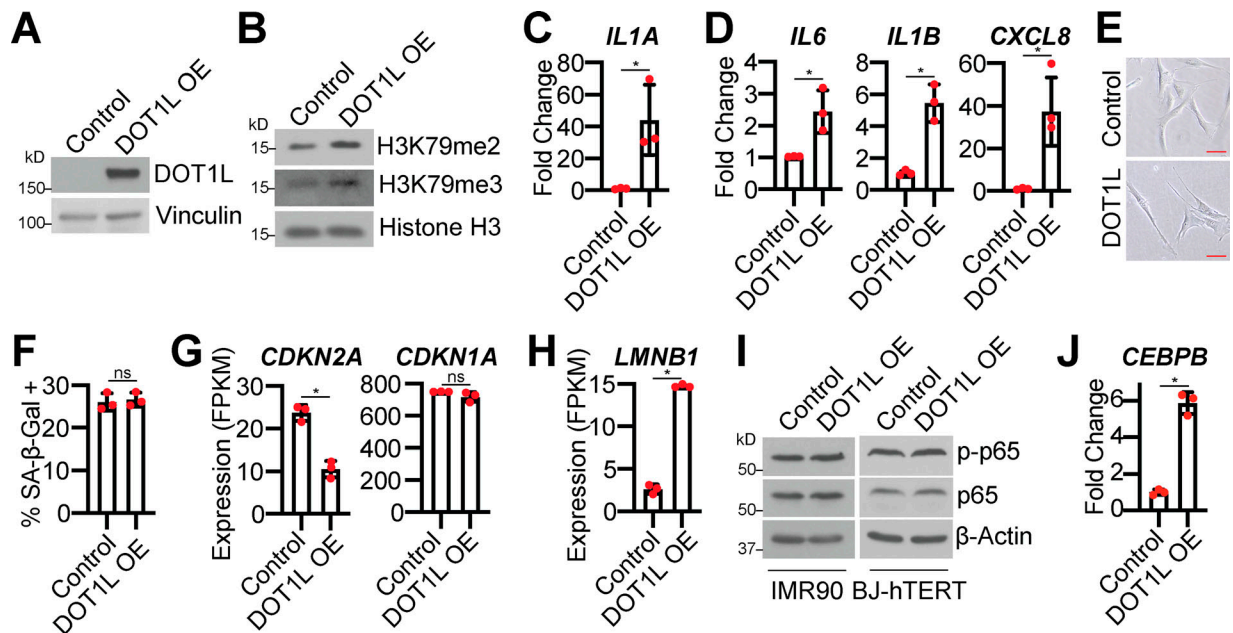 A
Control
DOT1L OE
kD
150
100
DOT1L
Vinculin
B
Control
DOT1L OE
kD
15
15
15
H3K79me2
H3K79me3
Histone H3
C
IL1A
*
Fold Change
80
60
40
20
0
Control
DOT1L OE
D
IL6
*
Fold Change
4
3
2
1
0
Control
DOT1L OE
IL1B
*
8
6
4
2
0
Control
DOT1L OE
CXCL8
*
60
40
20
0
Control
DOT1L OE
E
Control
DOT1L
F
ns
% SA-β-Gal +
30
20
10
0
Control
DOT1L OE
G
CDKN2A
*
Expression (FPKM)
30
20
10
0
Control
DOT1L OE
CDKN1A
ns
800
600
400
200
0
Control
DOT1L OE
H
LMNB1
*
Expression (FPKM)
15
10
5
0
Control
DOT1L OE
I
Control
DOT1L OE
Control
DOT1L OE
kD
50
50
37
p-p65
p65
β-Actin
IMR90 BJ-hTERT
J
CEBPB
*
Fold Change
6
4
2
0
Control
DOT1L OE